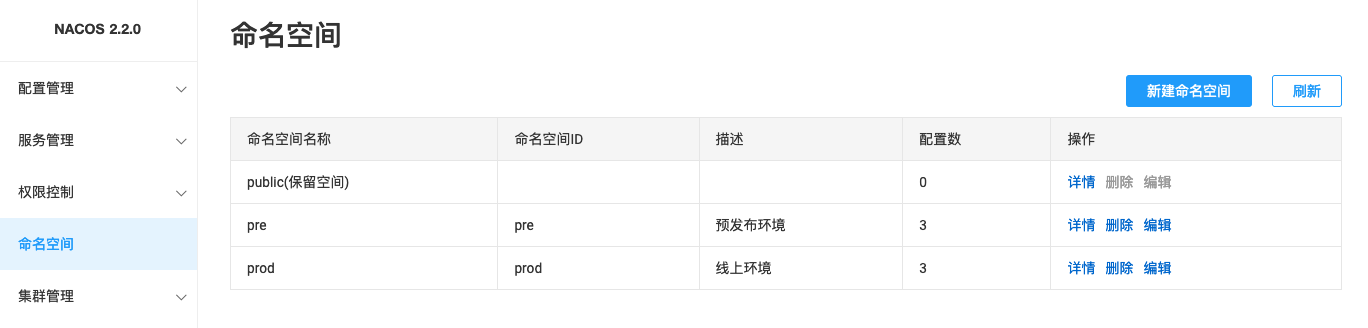 NACOS 2.2.0
配置管理
服务管理
权限控制
命名空间
集群管理
命名空间
新建命名空间 刷新
命名空间名称 命名空间ID 描述 配置数 操作
public(保留空间) 0 详情 删除 编辑
pre pre 预发布环境 3 详情 删除 编辑
prod prod 线上环境 3 详情 删除 编辑